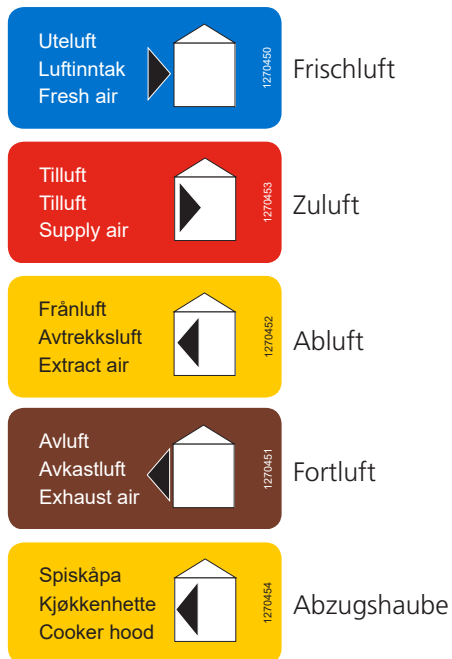 Uteluft
Luftinntak
Fresh air
1270450
Frischluft
Tilluft
Tilluft
Supply air
1270453
Zuluft
Frånluft
Avtrekksluft
Extract air
1270452
Abluft
Avluft
Avkastluft
Exhaust air
1270451
Fortluft
Spiskåpa
Kjøkkenhette
Cooker hood
1270454
Abzugshaube